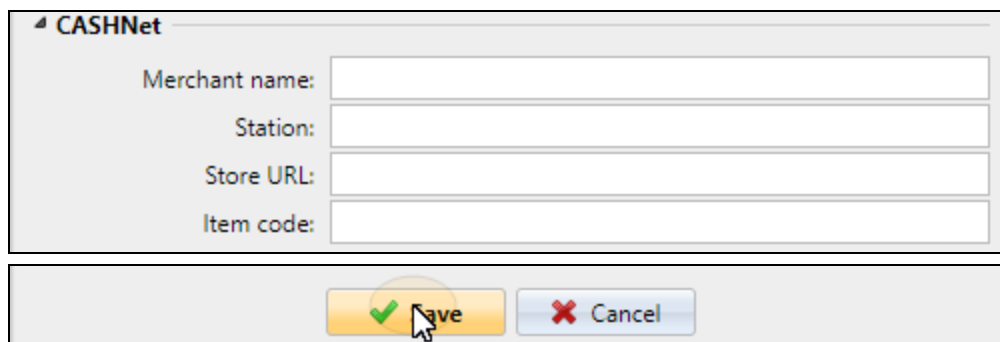 CASHNet
Merchant name:
Station:
Store URL:
Item code:
Save Cancel